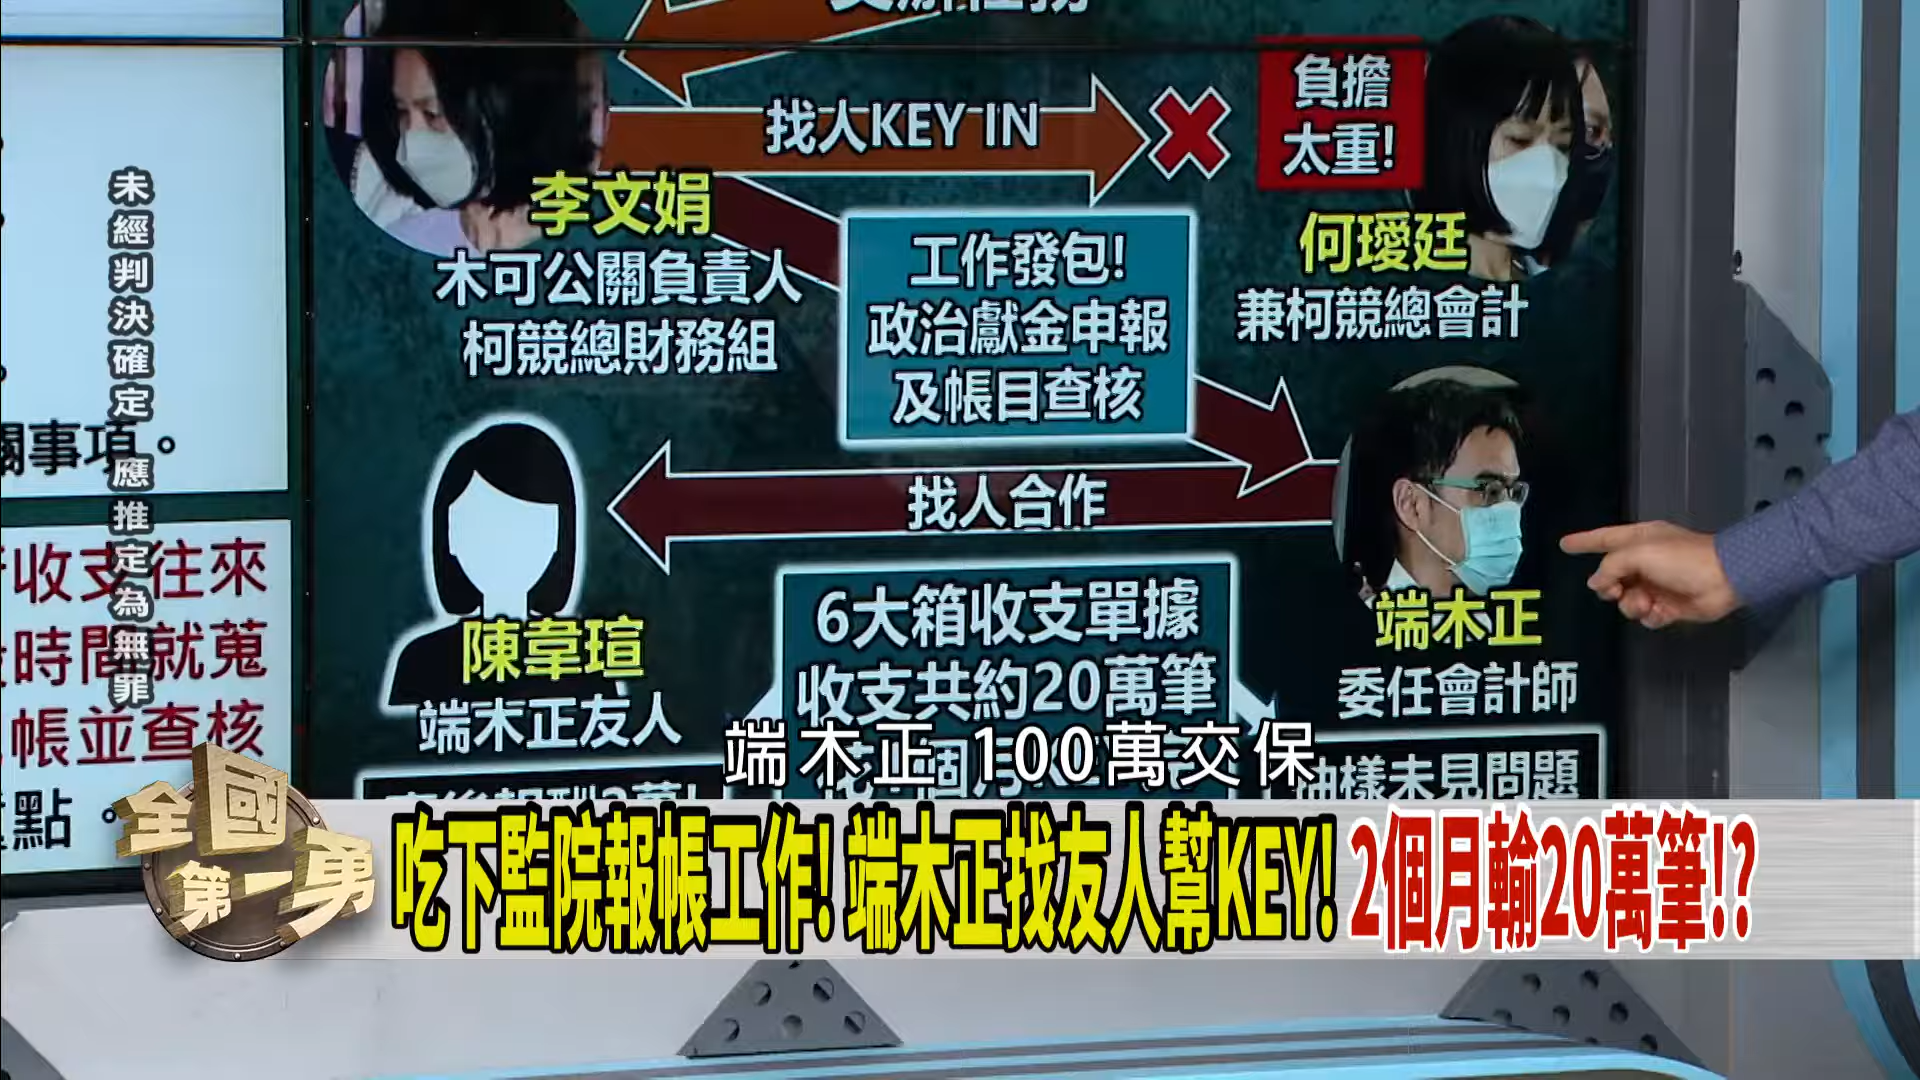 找人KEY IN
負擔
太重!
李文娟
木可公關負責人
柯競總財務組
何瑷廷
兼柯競總會計
工作發包!
政治獻金申報
及帳目查核
找人合作
陳韋瑄
端木正友人
6大箱收支單據
收支共約20萬筆
端木正
委任會計師
抽樣未見問題
關事項。
收支往來
時間就蒐
帳並查核
點。
未經判決確定 應推定為無罪
端木正 100萬交保
全國第一勇
吃下監院報帳工作! 端木正找友人幫KEY! 2個月輸20萬筆!?